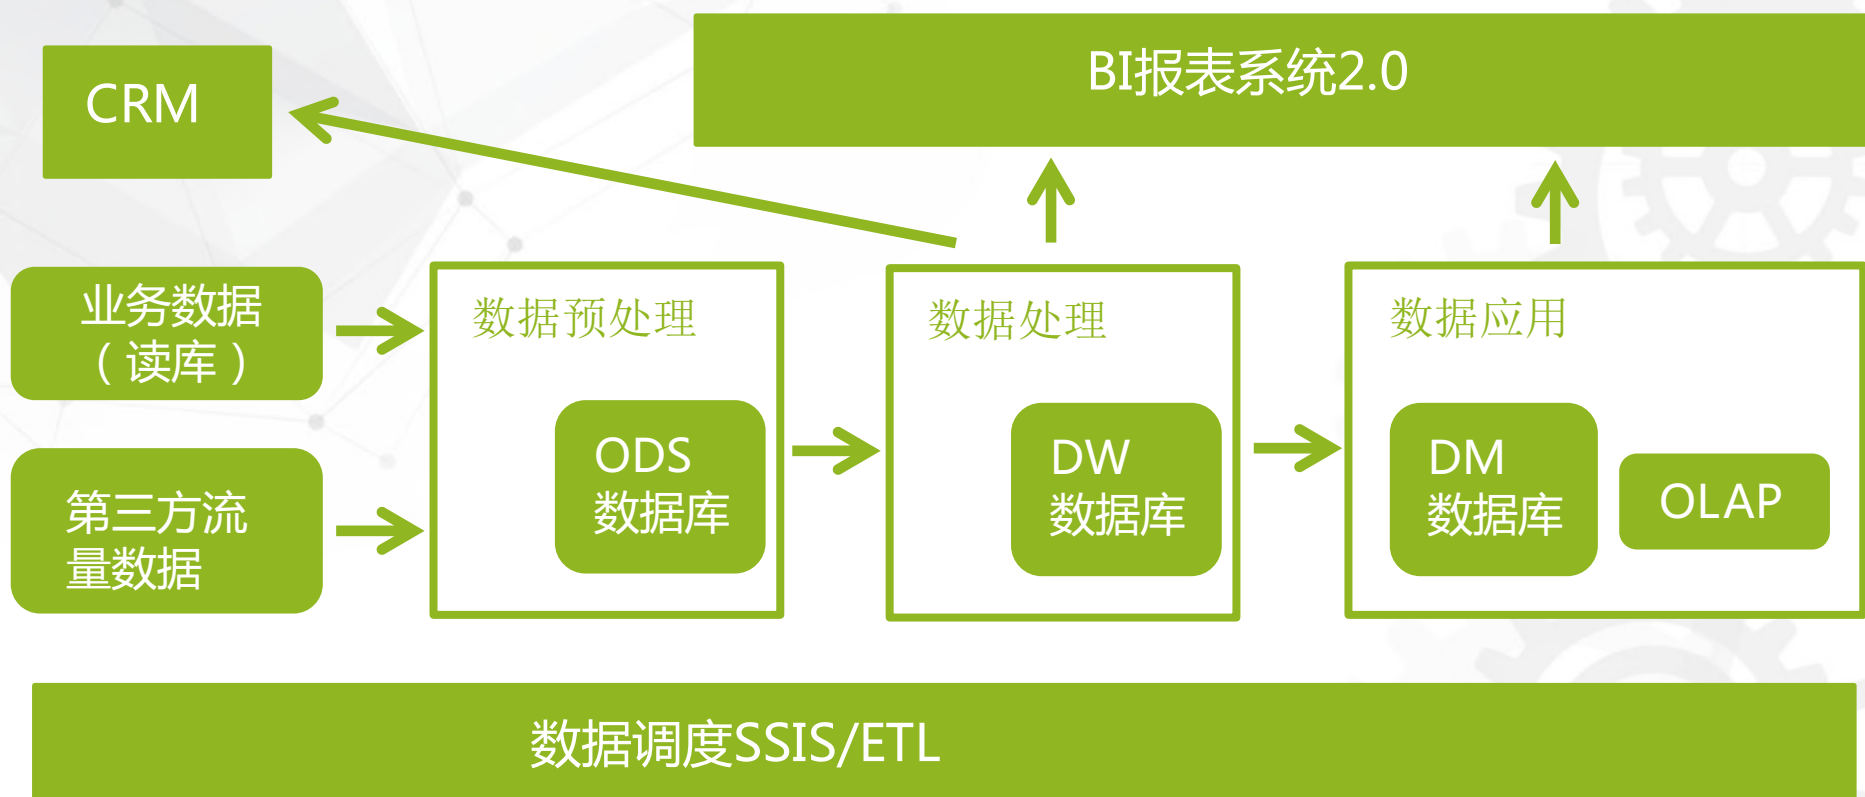 CRM
BI报表系统2.0
业务数据
（读库）
第三方流
量数据
数据预处理
ODS
数据库
数据处理
DW
数据库
数据应用
DM
数据库
OLAP
数据调度SSIS/ETL